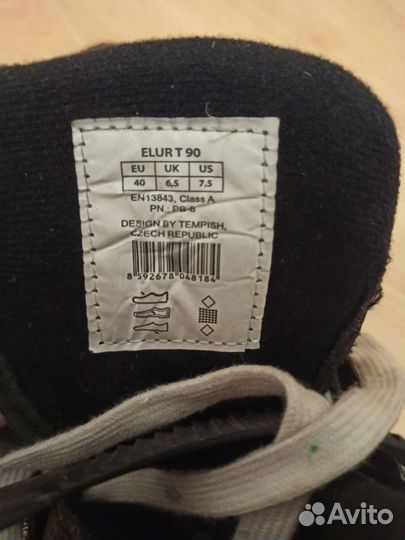 ELUR T 90
EU UK US
40 6,5 7,5
EN13843, Class A
PN.: PB-6
DESIGN BY TEMPISH,
CZECH REPUBLIC
8 592678 048184
Avito